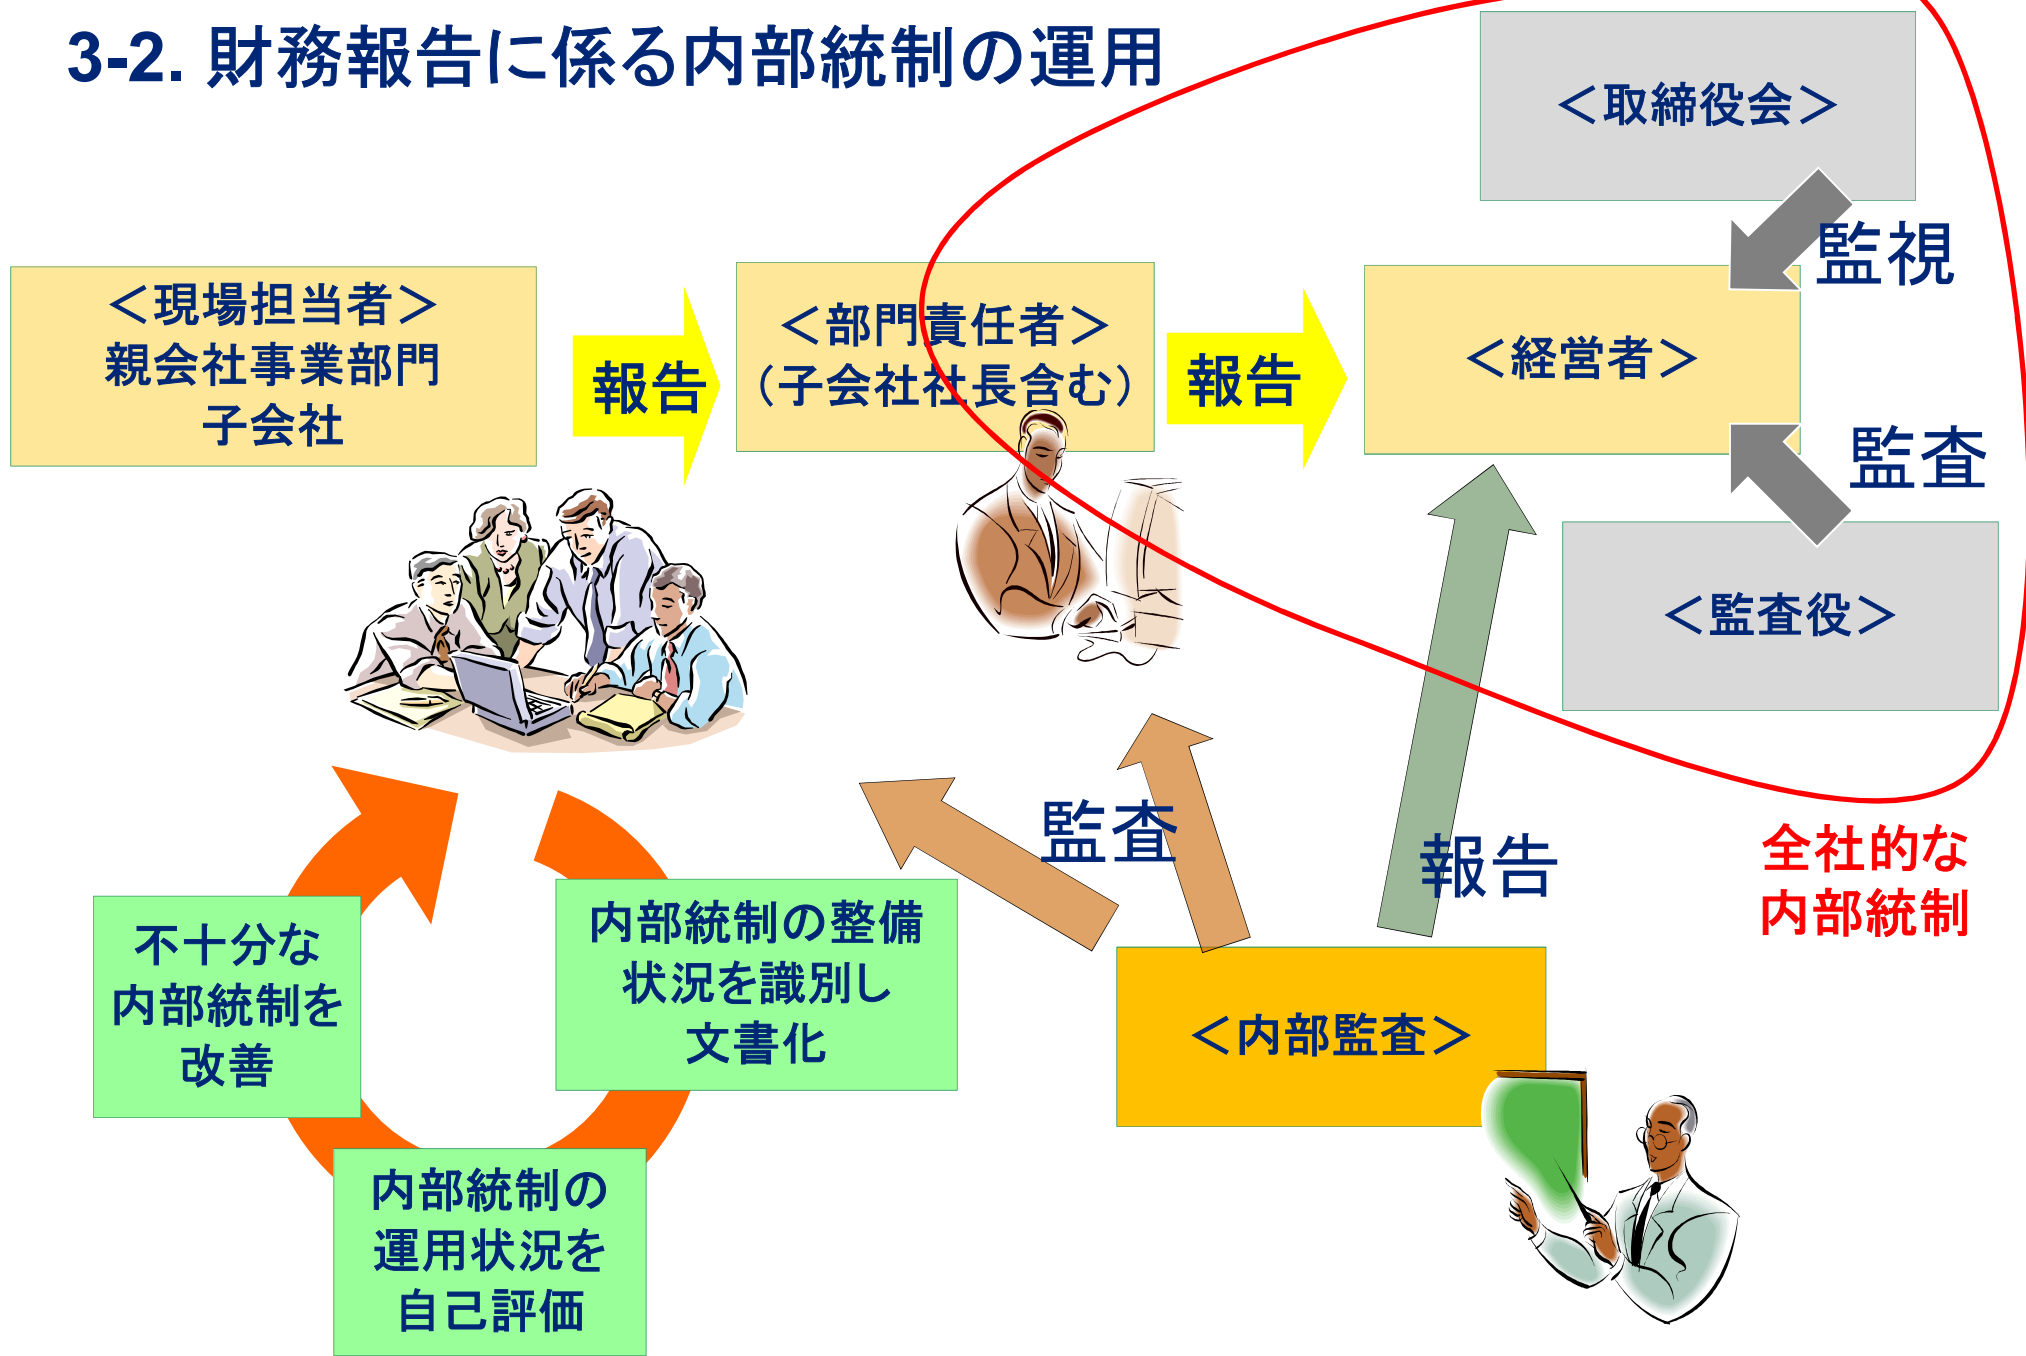 3-2. 財務報告に係る内部統制の運用
＜取締役会＞
監視
＜現場担当者＞
親会社事業部門
子会社
報告
＜部門責任者＞
（子会社社長含む）
報告
＜経営者＞
監査
＜監査役＞
監査
報告
全社的な
内部統制
不十分な
内部統制を
改善
内部統制の整備
状況を識別し
文書化
＜内部監査＞
内部統制の
運用状況を
自己評価